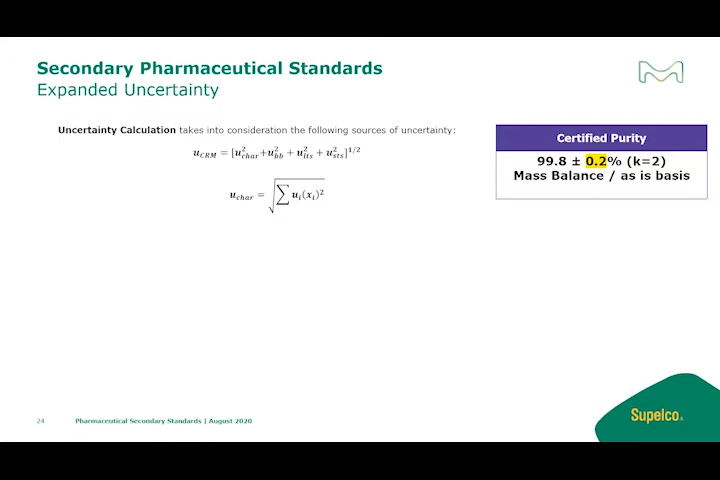 Secondary Pharmaceutical Standards
Expanded Uncertainty
Uncertainty Calculation takes into consideration the following sources of uncertainty:
u_CRM = [u²_char+u²_bb + u²_lts + u²_sts]^1/2
u_char = √∑ u_i(x_i)²
Certified Purity
99.8 ± 0.2% (k=2)
Mass Balance / as is basis
24 Pharmaceutical Secondary Standards | August 2020
Supelco®